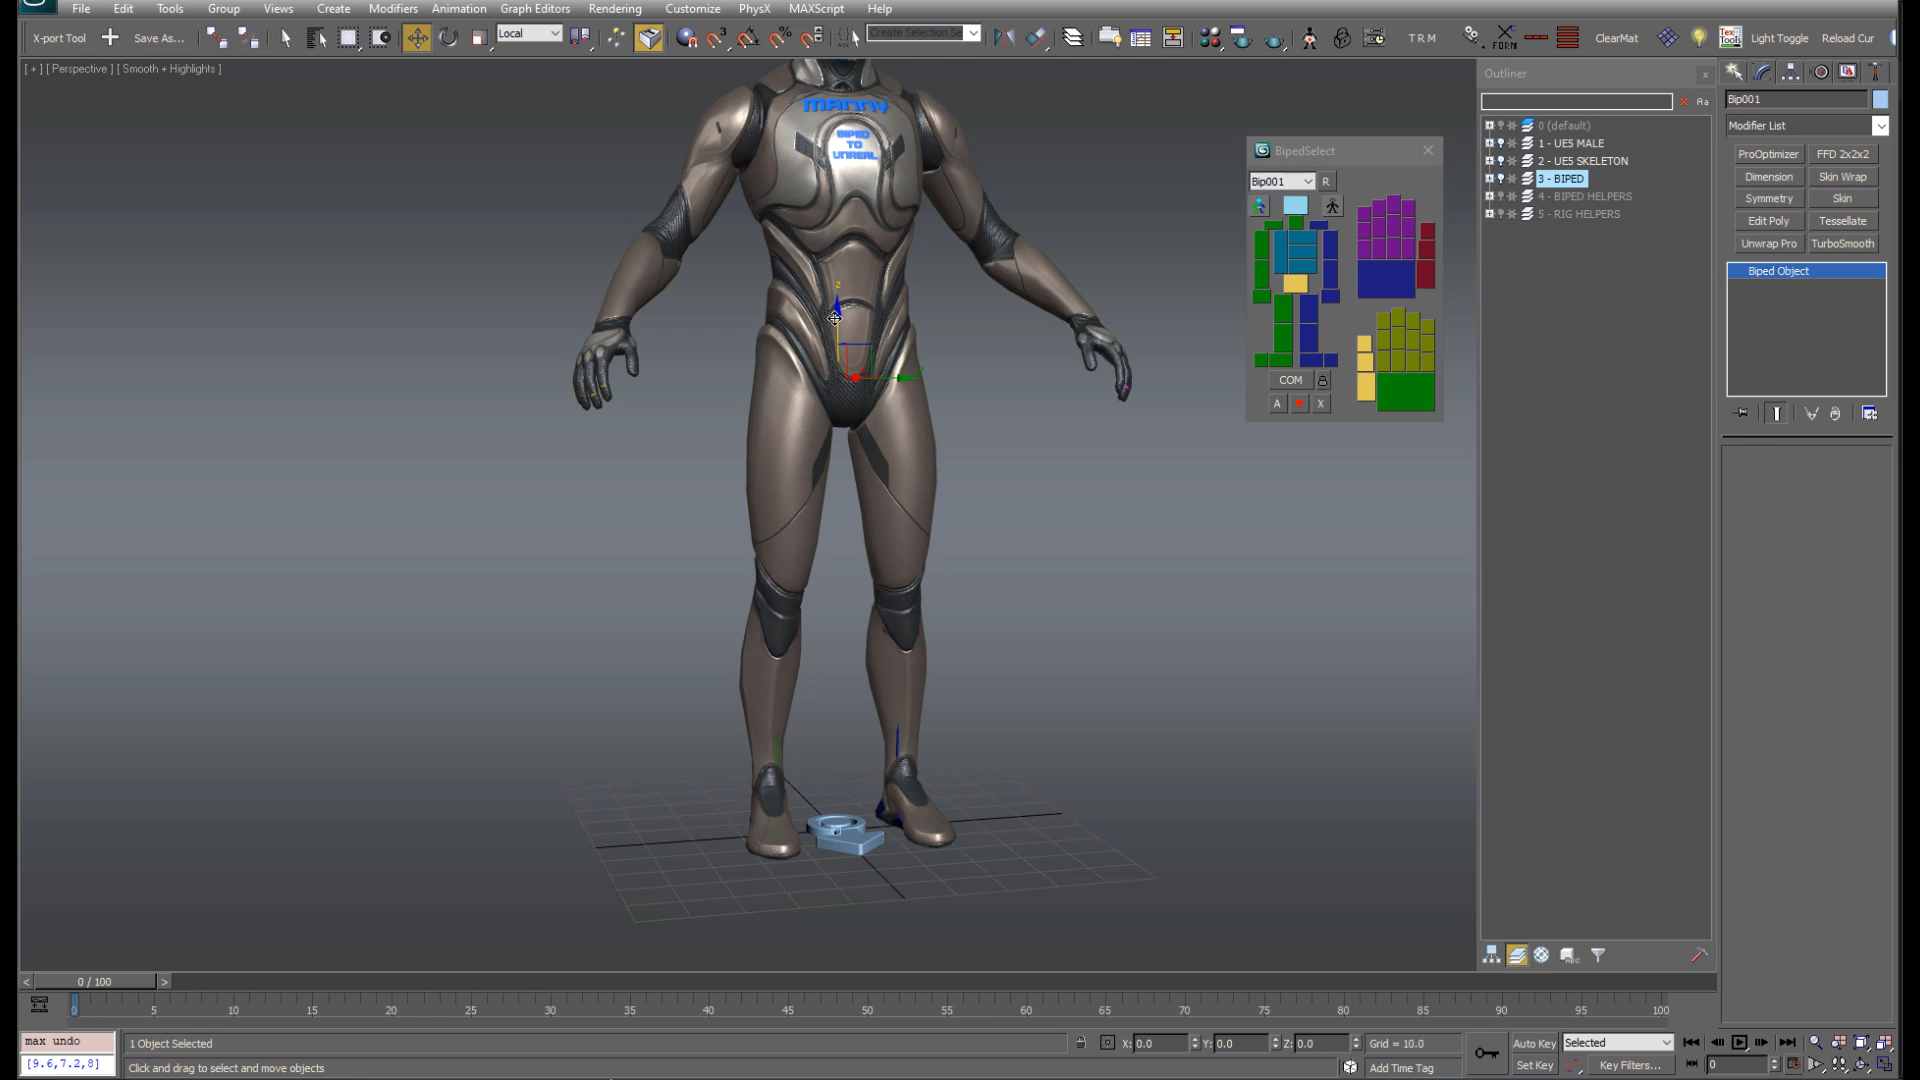 File Edit Tools Group Views Create Modifiers Animation Graph Editors Rendering Customize PhysX MAXScript Help
X-port Tool Save As... Local Create Selection Se TRM FORM Tex Tools ClearMat Light Toggle Reload Cur
[ + ] [ Perspective ] [ Smooth + Highlights ]
MANNY
BIPED
TO
UNREAL
z
BipedSelect
Bip001 R
COM
A X
Outliner x
Aa
0 (default)
1 - UE5 MALE
2 - UE5 SKELETON
3 - BIPED
4 - BIPED HELPERS
5 - RIG HELPERS
Bip001
Modifier List
ProOptimizer FFD 2x2x2
Dimension Skin Wrap
Symmetry Skin
Edit Poly Tessellate
Unwrap Pro TurboSmooth
Biped Object
< 0 / 100 >
0 5 10 15 20 25 30 35 40 45 50 55 60 65 70 75 80 85 90 95 100
max undo 1 Object Selected X: 0.0 Y: 0.0 Z: 0.0 Grid = 10.0 Auto Key Selected
[9.6,7.2,8] Click and drag to select and move objects Add Time Tag Set Key Key Filters... 0